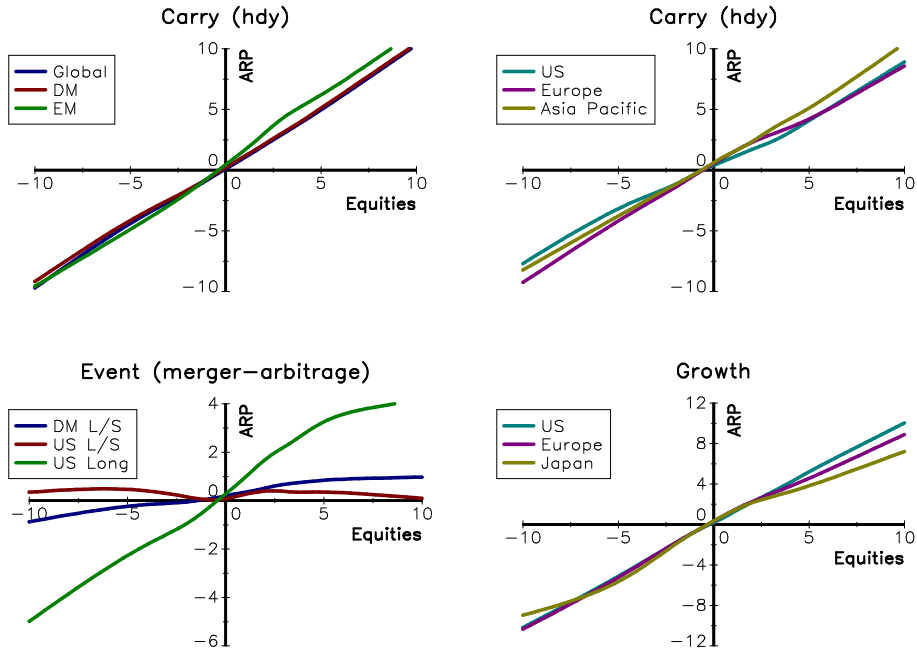 Carry (hdy)
ARP
Global
DM
EM
10
5
0
−5
−10
−10
−5
0
5
10
Equities
Carry (hdy)
ARP
US
Europe
Asia Pacific
10
5
0
−5
−10
−10
−5
0
5
10
Equities
Event (merger−arbitrage)
ARP
DM L/S
US L/S
US Long
4
2
0
−2
−4
−6
−10
−5
0
5
10
Equities
Growth
ARP
US
Europe
Japan
12
8
4
0
−4
−8
−12
−10
−5
0
5
10
Equities